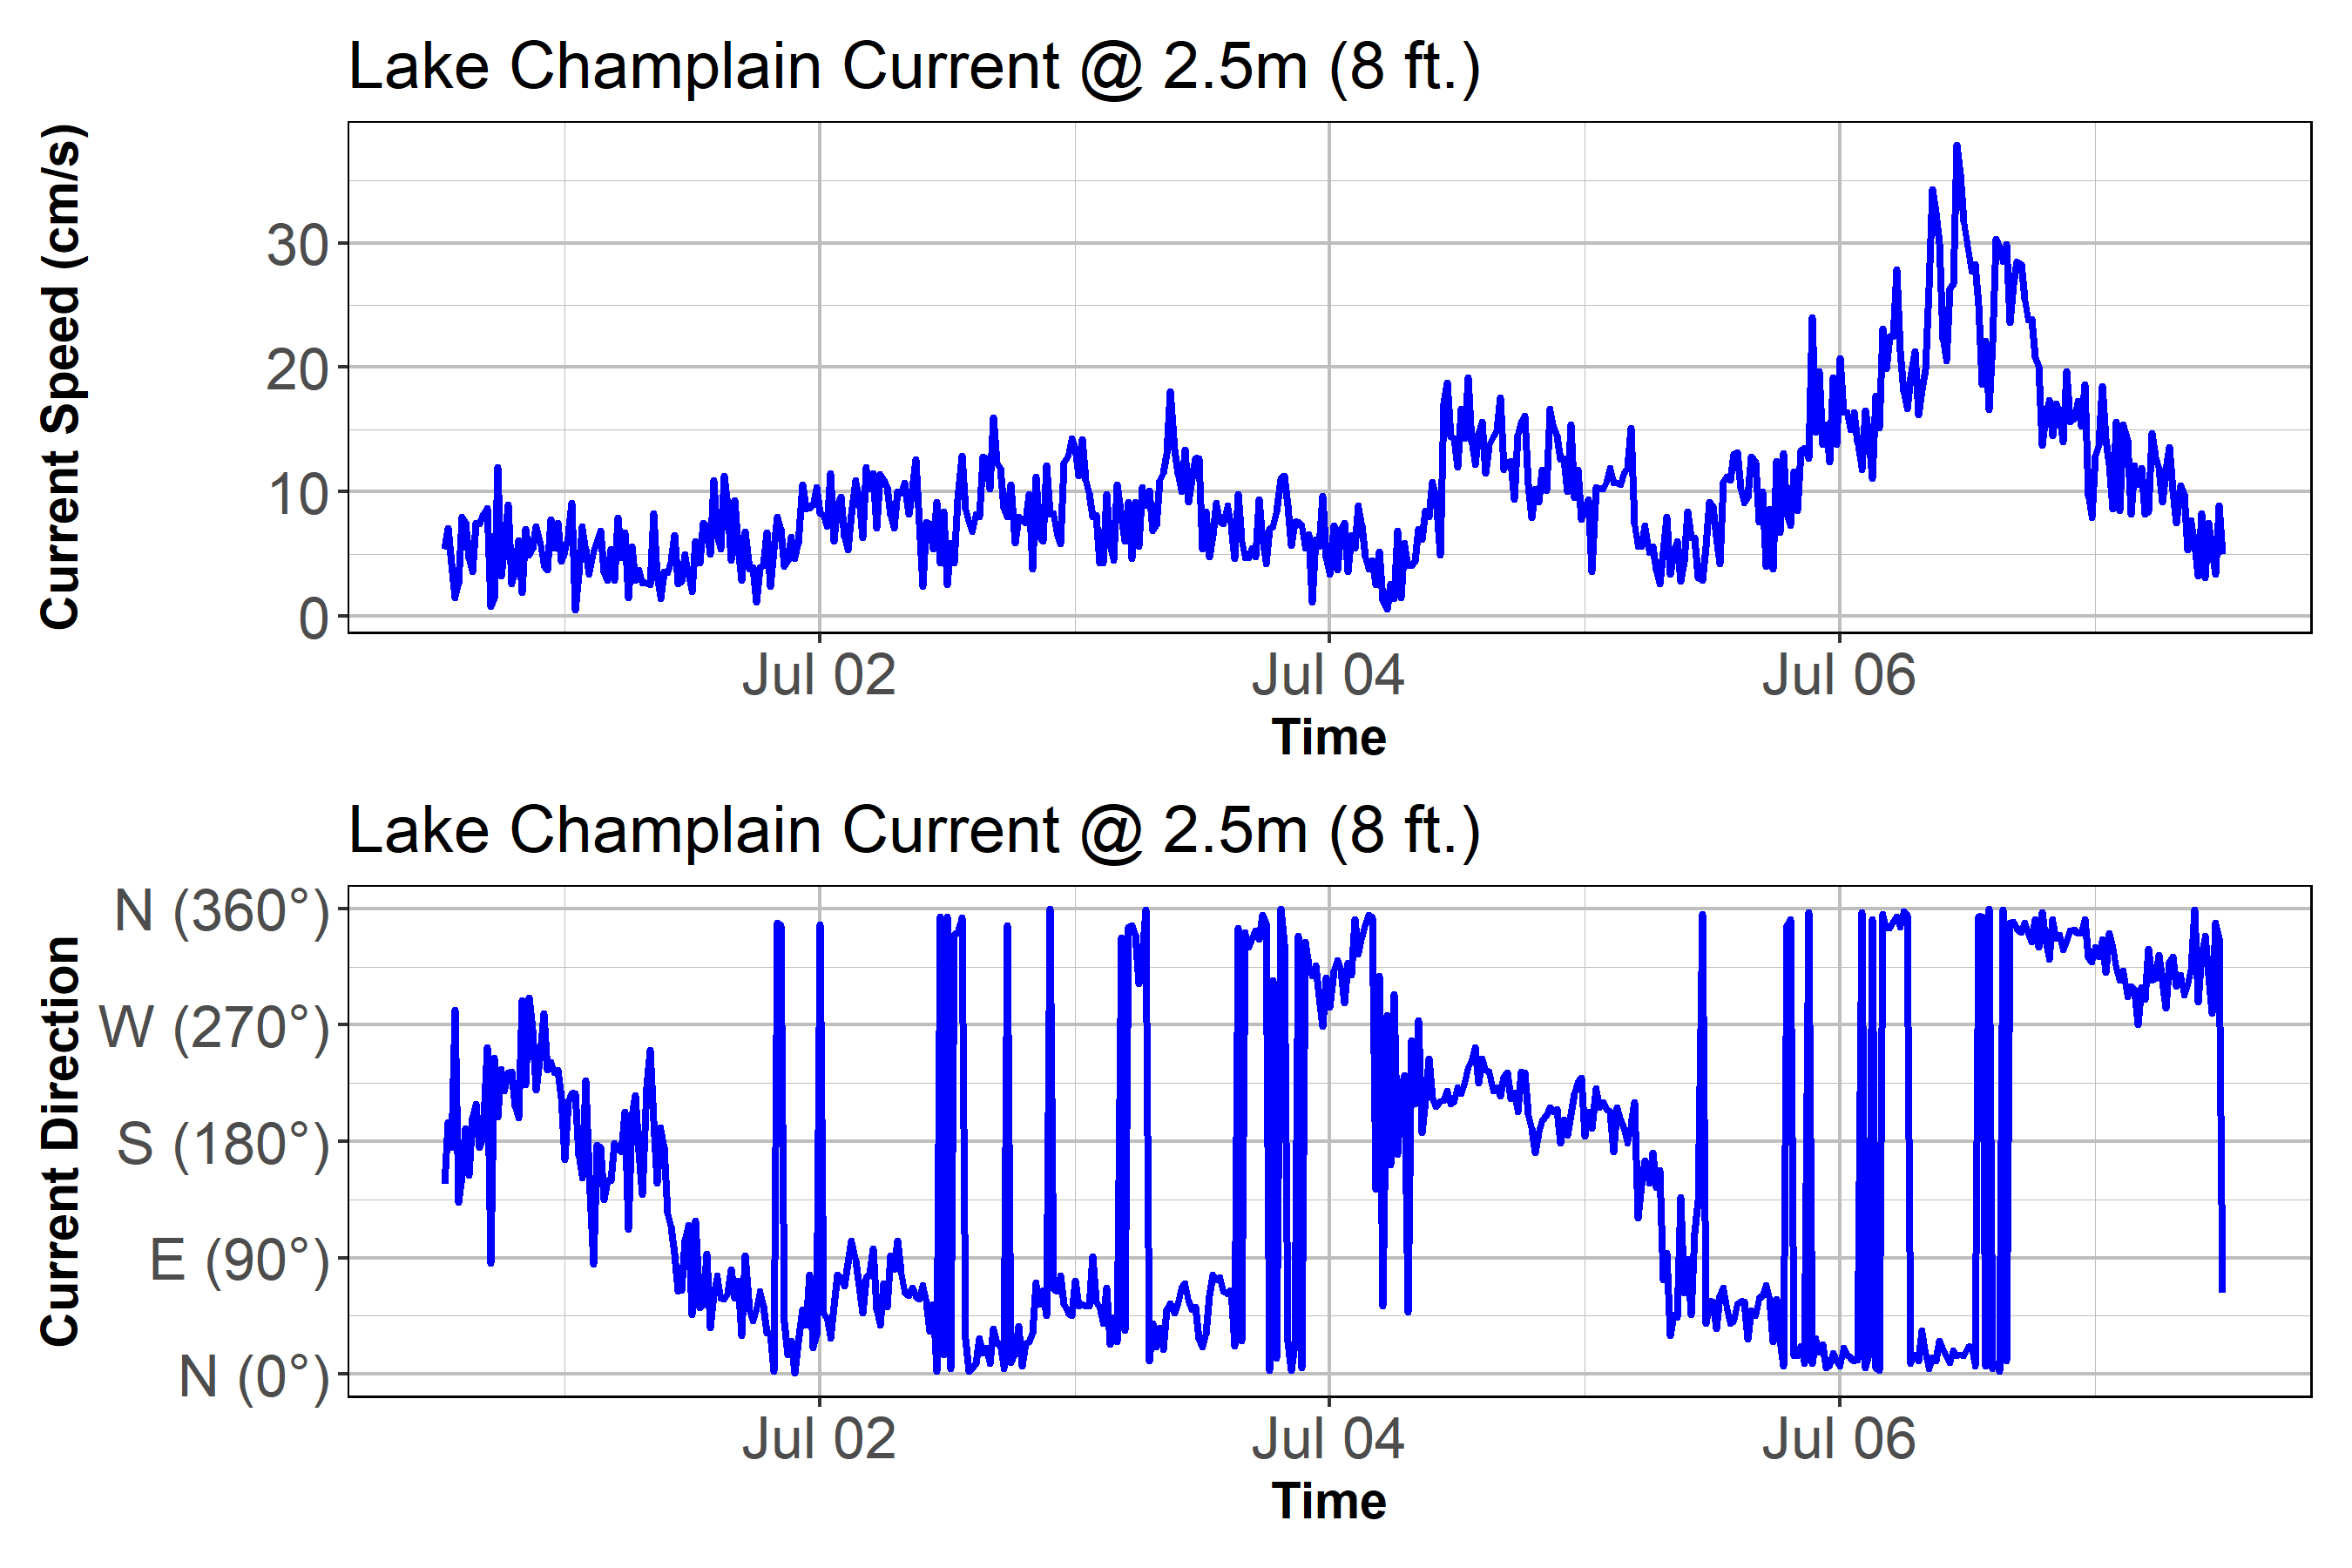 Lake Champlain Current @ 2.5m (8 ft.)
Current Speed (cm/s)
30
20
10
0
Jul 02 Jul 04 Jul 06
Time
Lake Champlain Current @ 2.5m (8 ft.)
Current Direction
N (360°)
W (270°)
S (180°)
E (90°)
N (0°)
Jul 02 Jul 04 Jul 06
Time